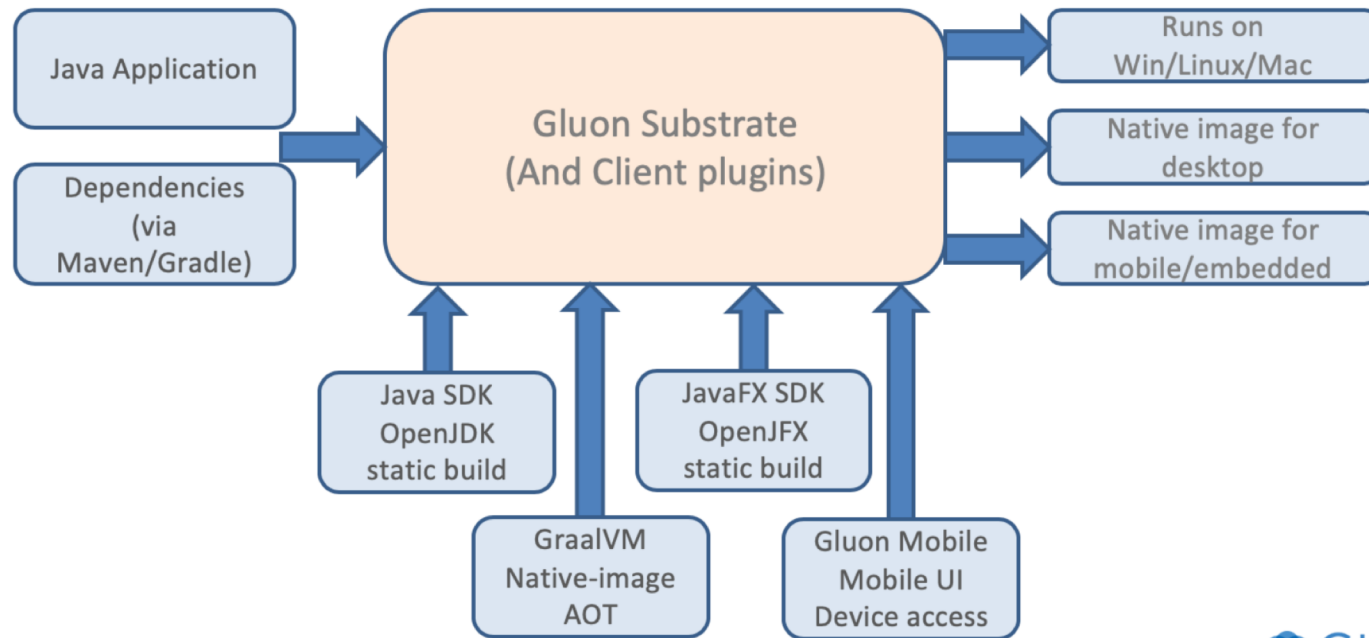 Java Application
Dependencies
(via
Maven/Gradle)
Gluon Substrate
(And Client plugins)
Runs on
Win/Linux/Mac
Native image for
desktop
Native image for
mobile/embedded
Java SDK
OpenJDK
static build
JavaFX SDK
OpenJFX
static build
GraalVM
Native-image
AOT
Gluon Mobile
Mobile UI
Device access